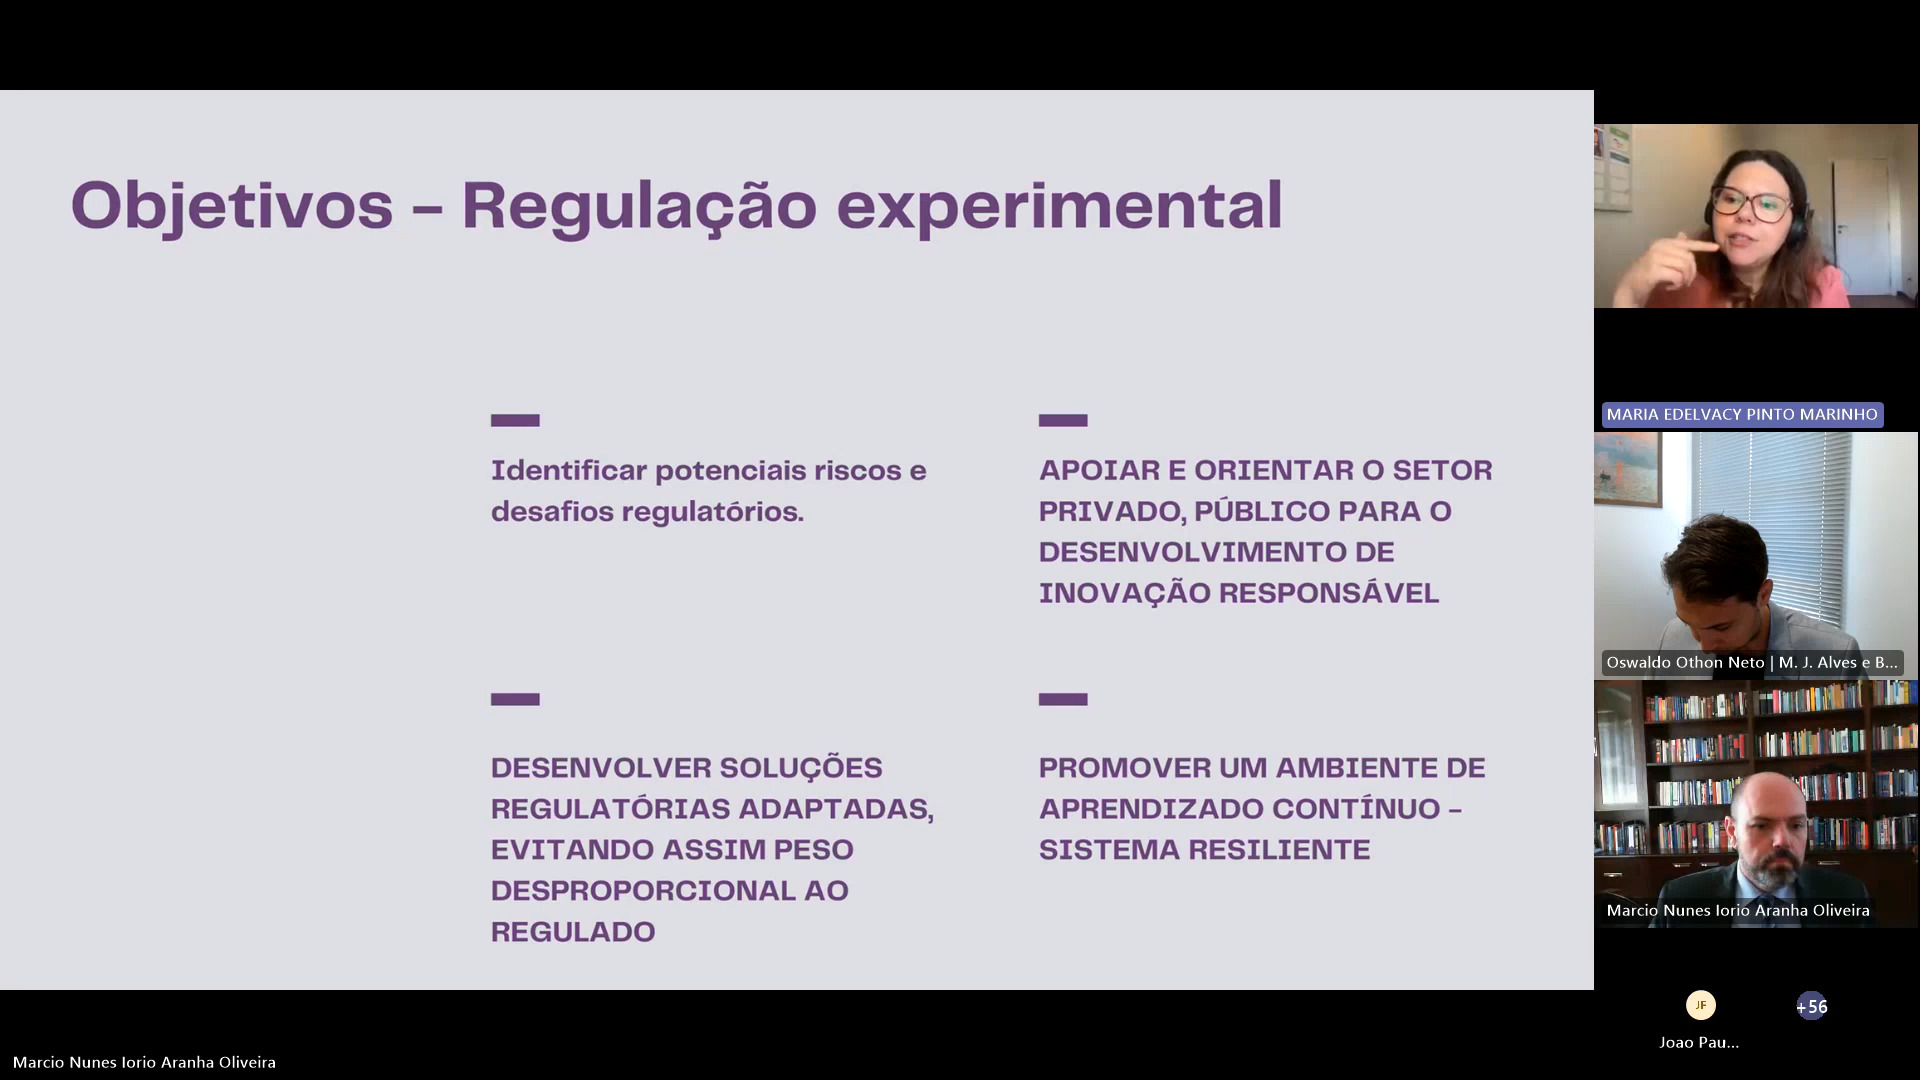 Objetivos – Regulação experimental
Identificar potenciais riscos e
desafios regulatórios.
APOIAR E ORIENTAR O SETOR
PRIVADO, PÚBLICO PARA O
DESENVOLVIMENTO DE
INOVAÇÃO RESPONSÁVEL
DESENVOLVER SOLUÇÕES
REGULATÓRIAS ADAPTADAS,
EVITANDO ASSIM PESO
DESPROPORCIONAL AO
REGULADO
PROMOVER UM AMBIENTE DE
APRENDIZADO CONTÍNUO –
SISTEMA RESILIENTE
MARIA EDELVACY PINTO MARINHO
Oswaldo Othon Neto | M. J. Alves e B...
Marcio Nunes Iorio Aranha Oliveira
JF
+56
Joao Pau...
Marcio Nunes Iorio Aranha Oliveira